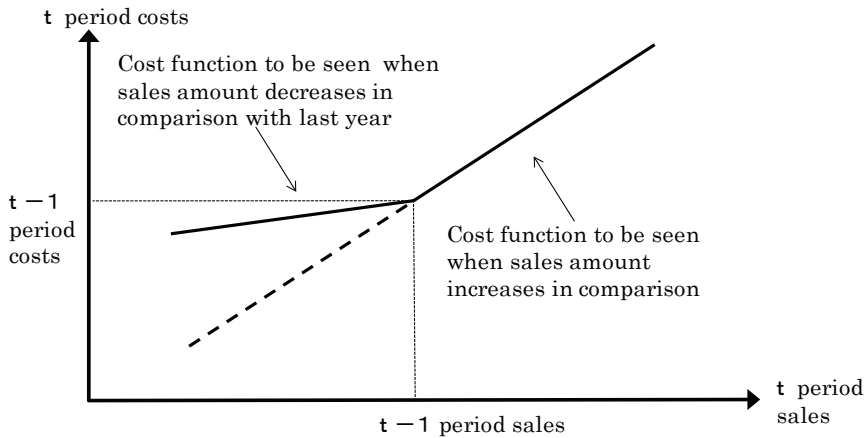 t period costs
Cost function to be seen when
sales amount decreases in
comparison with last year
t－1
period
costs
Cost function to be seen
when sales amount
increases in comparison
t－1 period sales
t period
sales